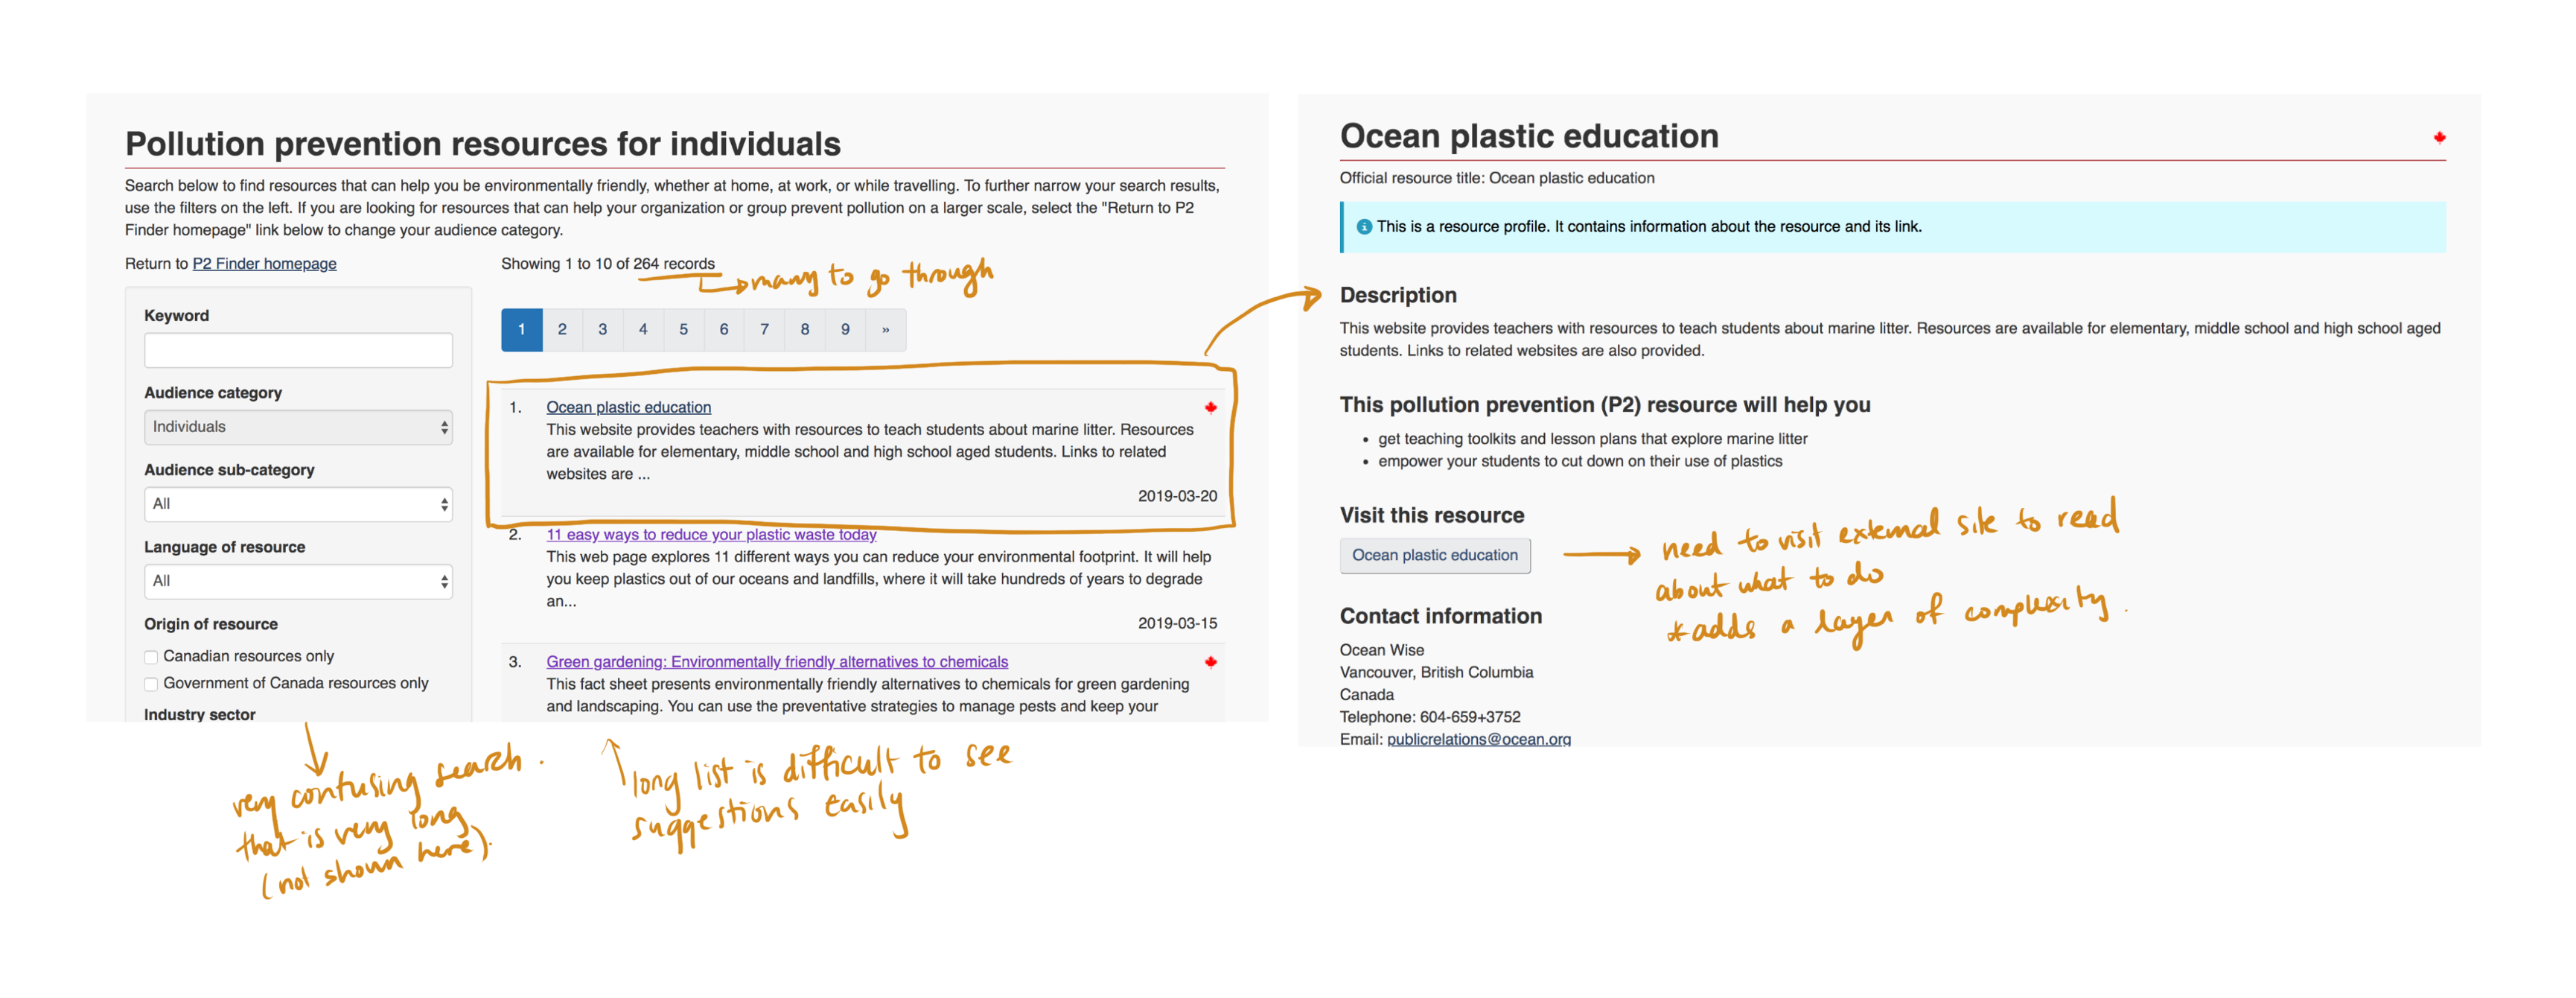 Pollution prevention resources for individuals
Search below to find resources that can help you be environmentally friendly, whether at home, at work, or while travelling. To further narrow your search results,
use the filters on the left. If you are looking for resources that can help your organization or group prevent pollution on a larger scale, select the "Return to P2
Finder homepage" link below to change your audience category.
Return to P2 Finder homepage
Keyword
Audience category
Individuals
Audience sub-category
All
Language of resource
All
Origin of resource
Canadian resources only
Government of Canada resources only
Industry sector
very confusing search.
that is very long
(not shown here).
Showing 1 to 10 of 264 records
many to go through
1 2 3 4 5 6 7 8 9 »
1. Ocean plastic education
This website provides teachers with resources to teach students about marine litter. Resources
are available for elementary, middle school and high school aged students. Links to related
websites are ...
2019-03-20
2. 11 easy ways to reduce your plastic waste today
This web page explores 11 different ways you can reduce your environmental footprint. It will help
you keep plastics out of our oceans and landfills, where it will take hundreds of years to degrade
an...
2019-03-15
3. Green gardening: Environmentally friendly alternatives to chemicals
This fact sheet presents environmentally friendly alternatives to chemicals for green gardening
and landscaping. You can use the preventative strategies to manage pests and keep your
long list is difficult to see
suggestions easily
Ocean plastic education
Official resource title: Ocean plastic education
This is a resource profile. It contains information about the resource and its link.
Description
This website provides teachers with resources to teach students about marine litter. Resources are available for elementary, middle school and high school aged
students. Links to related websites are also provided.
This pollution prevention (P2) resource will help you
• get teaching toolkits and lesson plans that explore marine litter
• empower your students to cut down on their use of plastics
Visit this resource
Ocean plastic education
need to visit external site to read
about what to do
*adds a layer of complexity.
Contact information
Ocean Wise
Vancouver, British Columbia
Canada
Telephone: 604-659+3752
Email: publicrelations@ocean.org